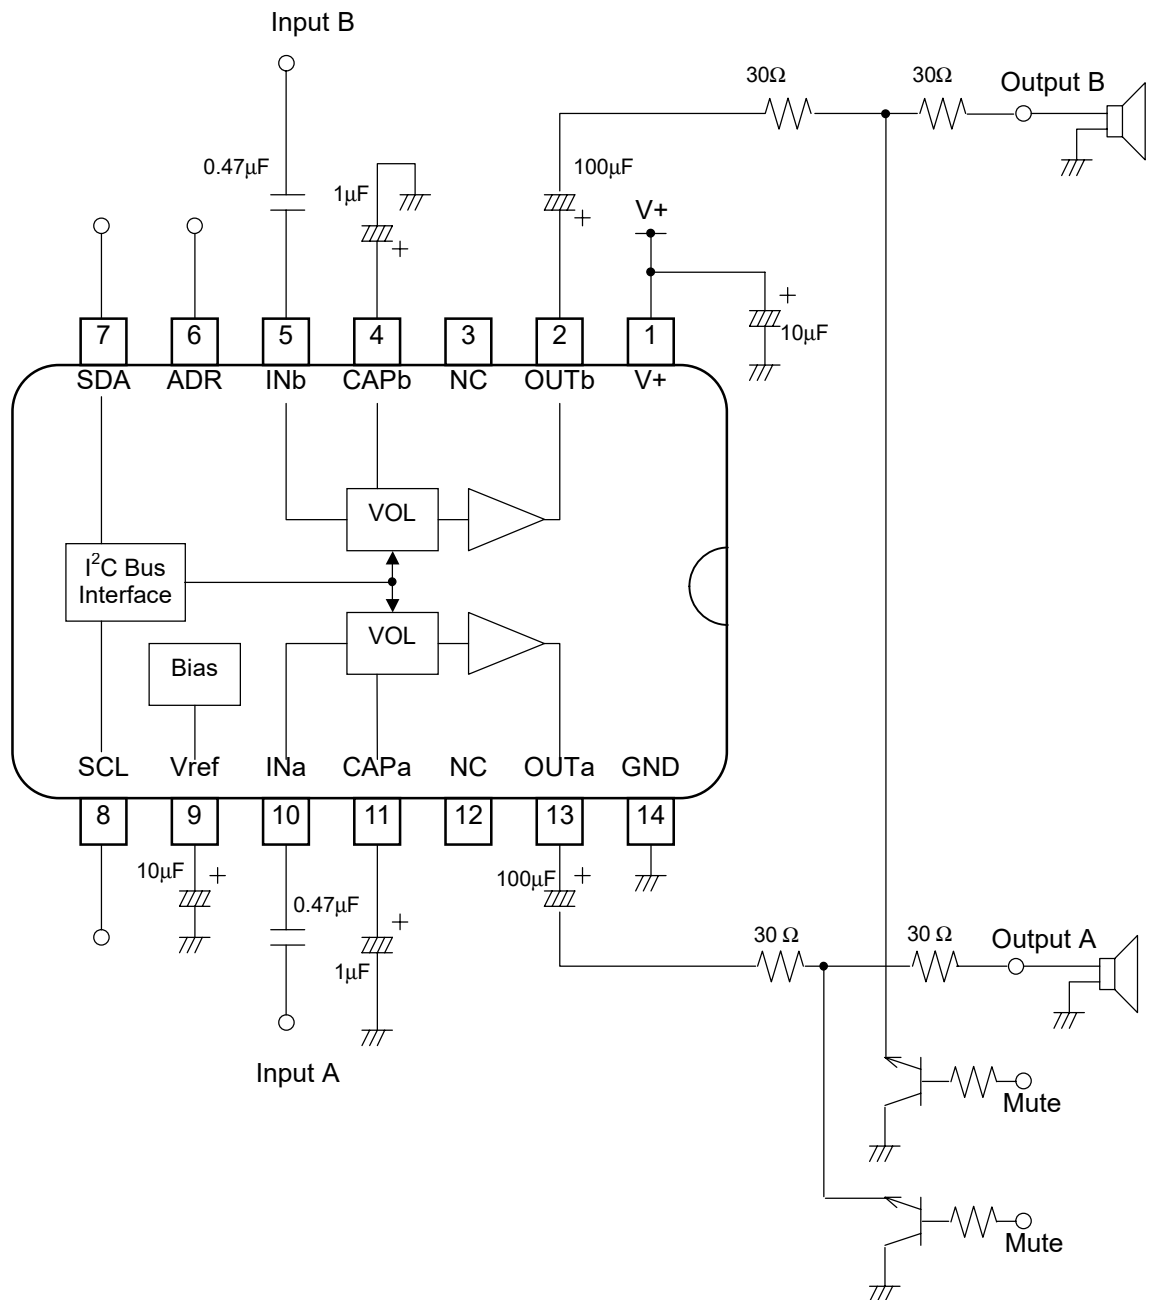 Input B
30Ω
30Ω
Output B
0.47μF
1μF
+
100μF
+
V+
+
10μF
7
6
5
4
3
2
1
SDA
ADR
INb
CAPb
NC
OUTb
V+
VOL
I²C Bus
Interface
VOL
Bias
SCL
Vref
INa
CAPa
NC
OUTa
GND
8
9
10
11
12
13
14
10μF
+
0.47μF
+
1μF
100μF
+
30 Ω
30 Ω
Output A
Input A
Mute
Mute